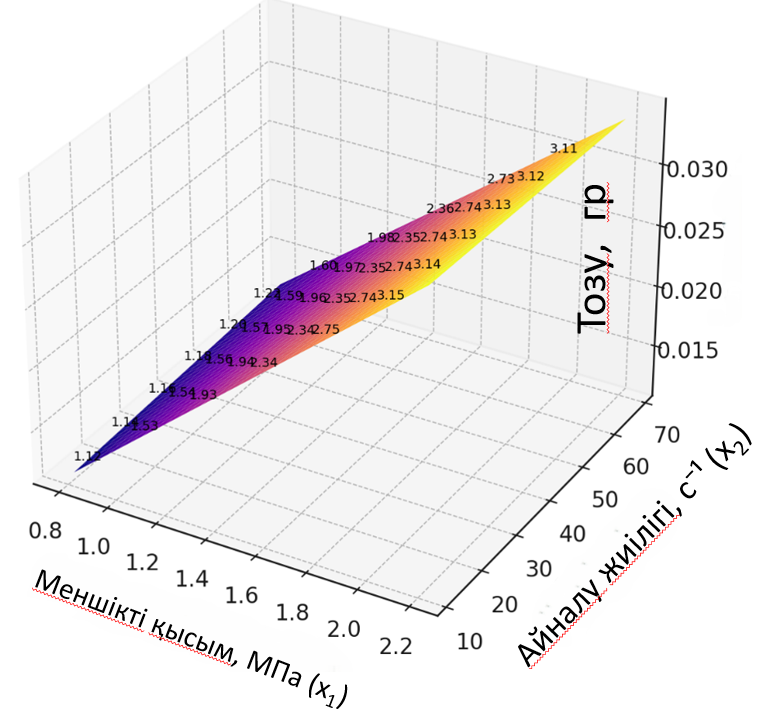 3.11
2.73 3.12
2.36 2.74 3.13
1.98 2.35 2.74 3.13
1.60 1.97 2.35 2.74 3.14
1.59 1.96 2.35 2.74 3.15
1.57 1.95 2.34 2.75
1.56 1.94 2.34
1.54 1.93
1.53
1.12
0.030
0.025
0.020
0.015
Тозу, гр
0.8 1.0 1.2 1.4 1.6 1.8 2.0 2.2
Меншікті қысым, МПа (x₁)
10 20 30 40 50 60 70
Айналу жиілігі, с⁻¹ (x₂)